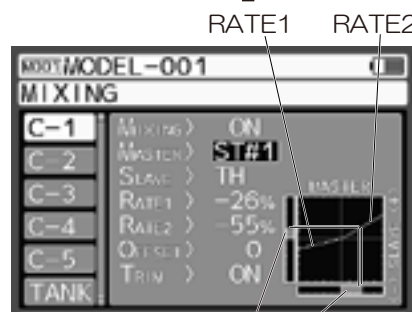 RATE1 RATE2
MODEL-001
MIXING
C-1
MIXING> ON
C-2
MASTER> ST#1
SLAVE> TH
C-3
RATE1> -26%
C-4
RATE2> -55%
C-5
OFFSET> 0
TANK
TRIM> ON
MASTER